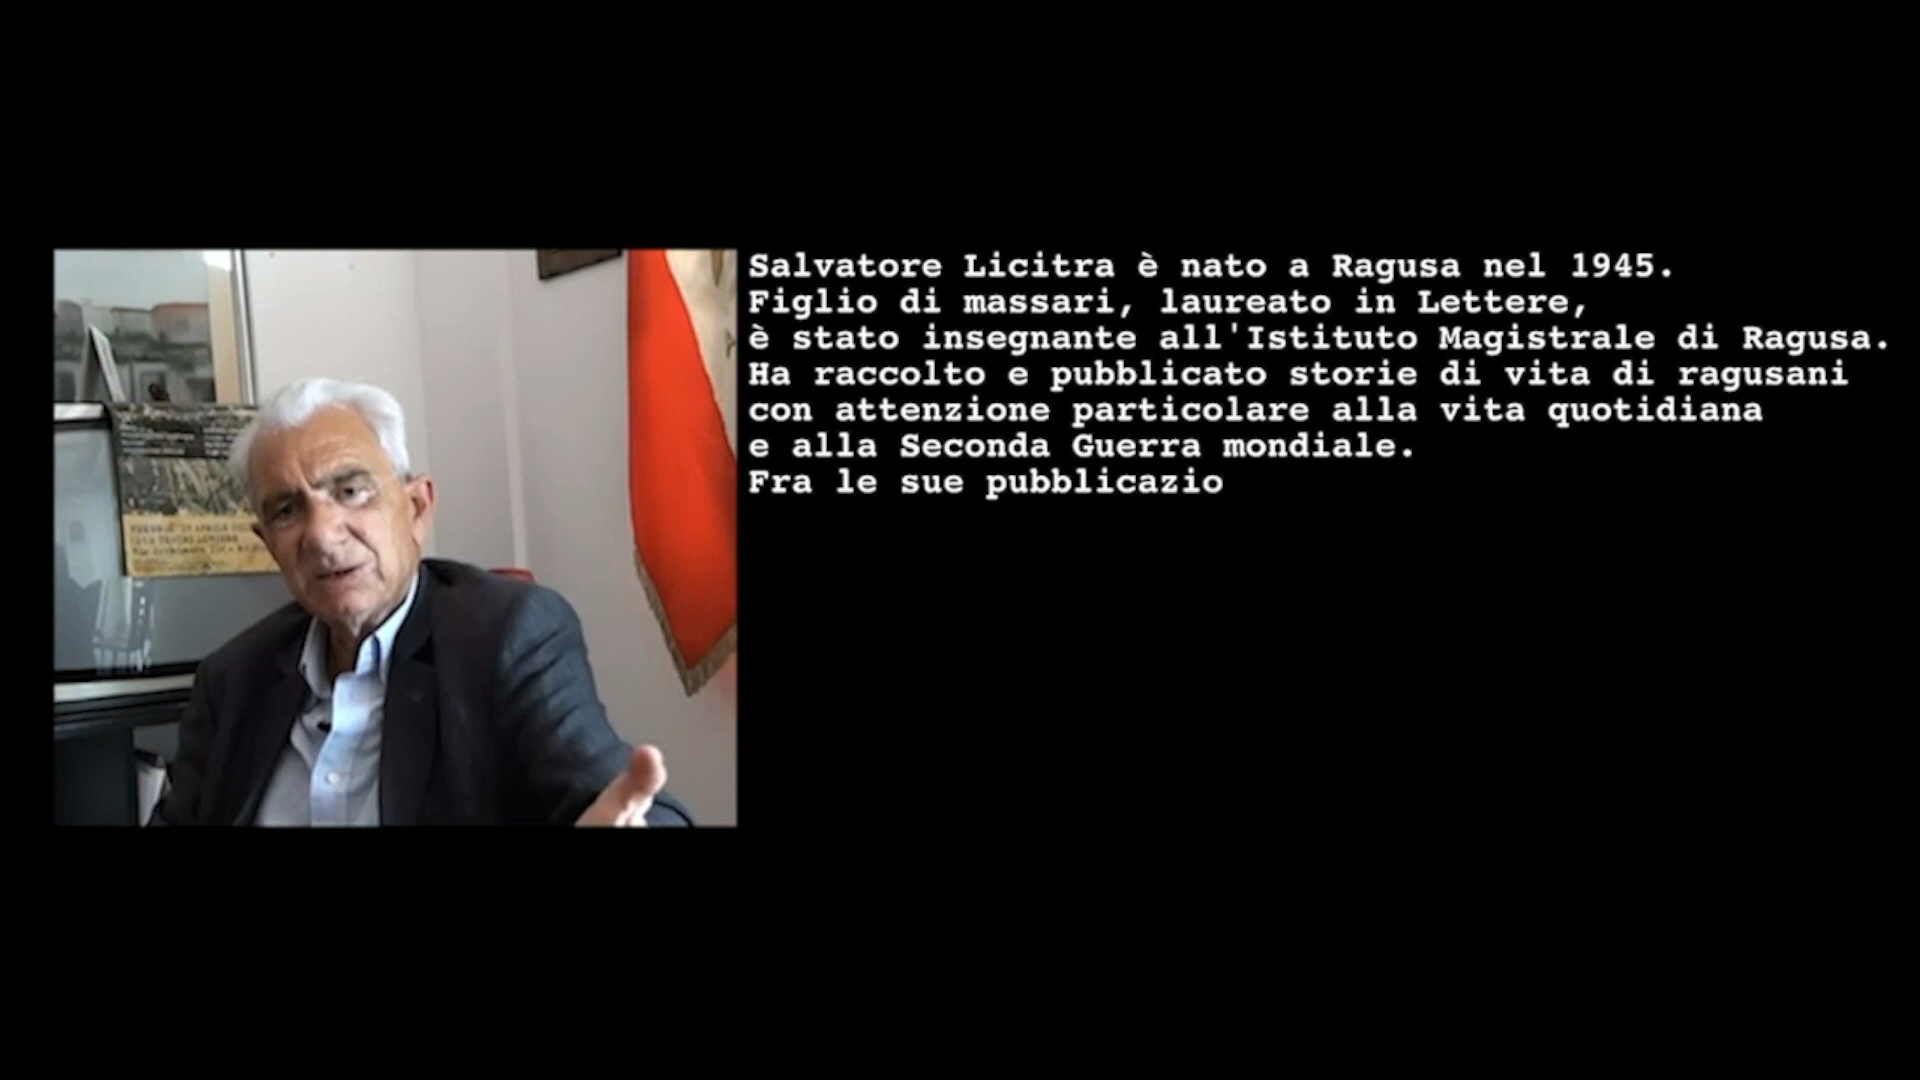 Salvatore Licitra è nato a Ragusa nel 1945.
Figlio di massari, laureato in Lettere,
è stato insegnante all'Istituto Magistrale di Ragusa.
Ha raccolto e pubblicato storie di vita di ragusani
con attenzione particolare alla vita quotidiana
e alla Seconda Guerra mondiale.
Fra le sue pubblicazio